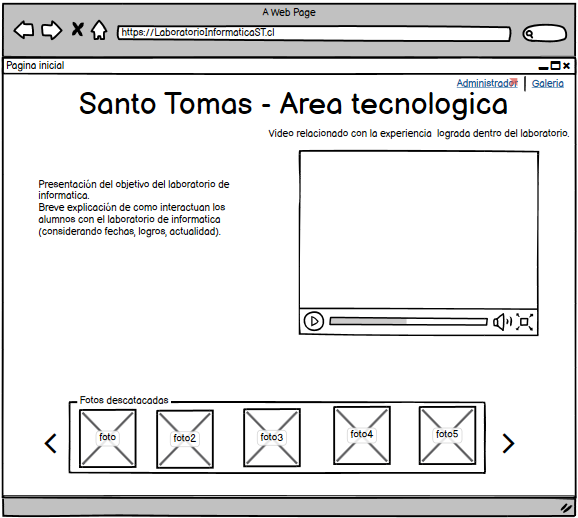 A Web Page
https://LaboratorioInformaticaST.cl
Pagina inicial
Administrador | Galeria
Santo Tomas - Area tecnologica
Video relacionado con la experiencia lograda dentro del laboratorio.
Presentación del objetivo del laboratorio de
informatica.
Breve explicación de como interactuan los
alumnos con el laboratorio de informatica
(considerando fechas, logros, actualidad).
Fotos descatacadas
foto
foto2
foto3
foto4
foto5